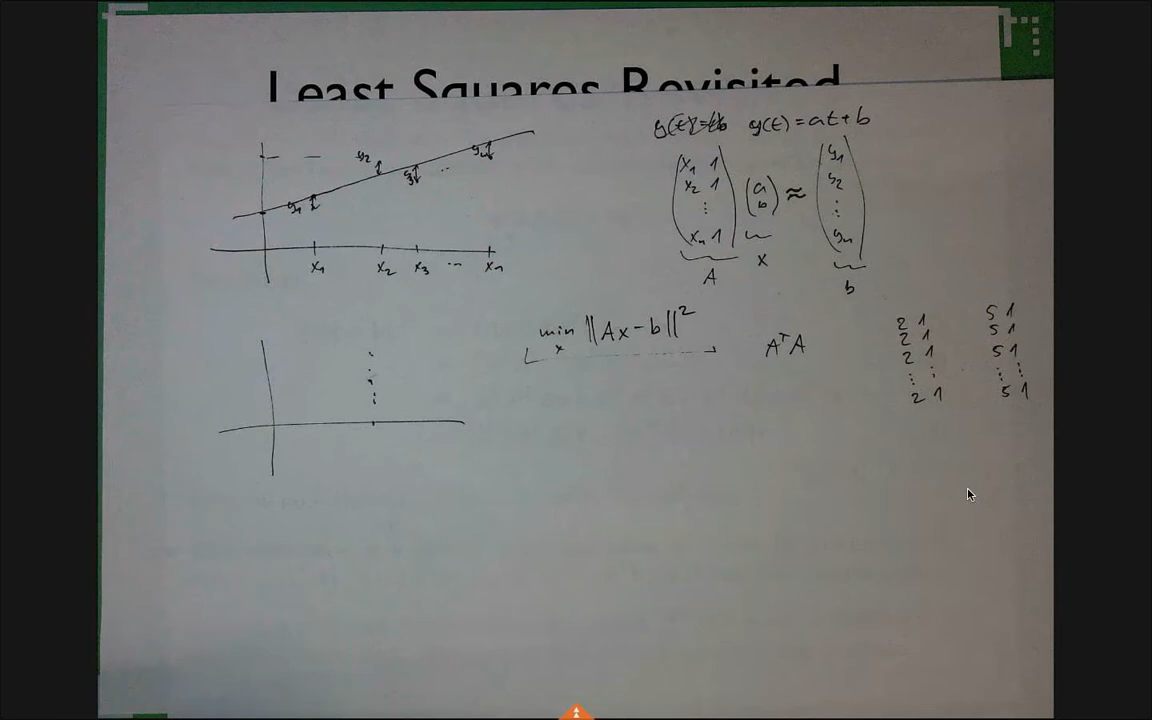 Least Squares Revisited
y(t) = at + b
x₁ 1
x₂ 1
⋮
xₙ 1
(a
b)
≈
y₁
y₂
⋮
yₙ
A
x
b
y₁
y₂
y₃
..
yₙ
x₁ x₂ x₃ ... xₙ
min ||Ax-b||²
x
AᵀA
2 1
2 1
2 1
⋮ ⋮
2 1
5 1
5 1
5 1
⋮ ⋮
5 1